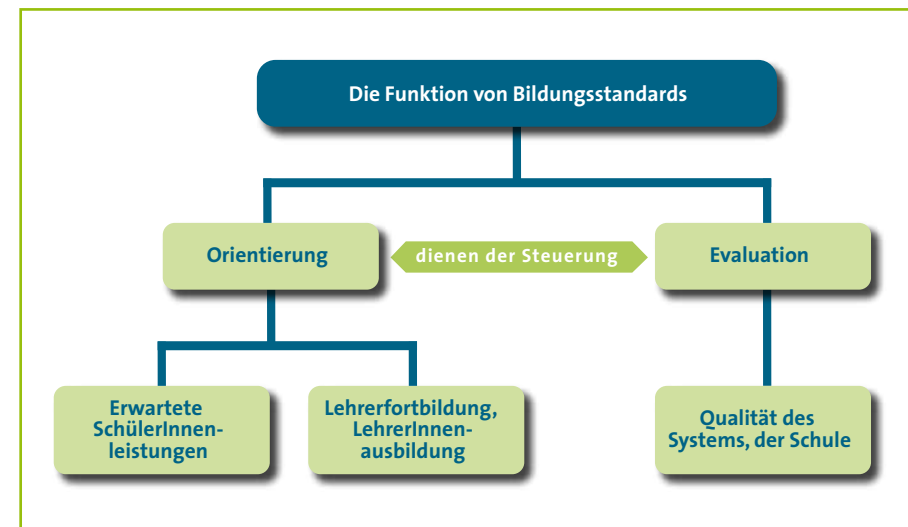 Die Funktion von Bildungsstandards
Orientierung
dienen der Steuerung
Evaluation
Erwartete
SchülerInnen-
leistungen
Lehrerfortbildung,
LehrerInnen-
ausbildung
Qualität des
Systems, der Schule